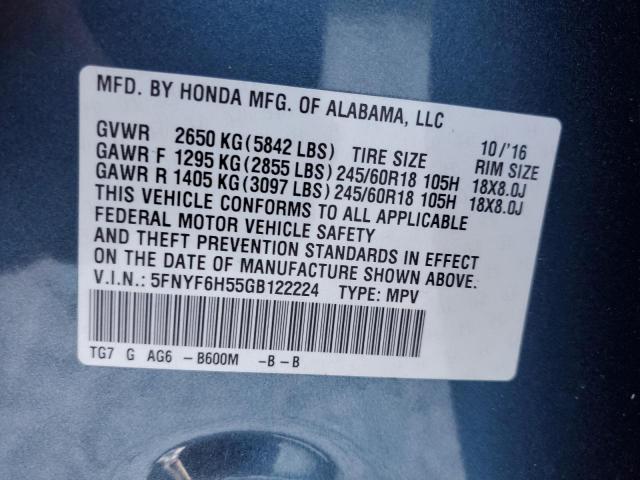 MFD. BY HONDA MFG. OF ALABAMA, LLC
GVWR 2650 KG (5842 LBS) TIRE SIZE 10/'16 RIM SIZE
GAWR F 1295 KG (2855 LBS) 245/60R18 105H 18X8.0J
GAWR R 1405 KG (3097 LBS) 245/60R18 105H 18X8.0J
THIS VEHICLE CONFORMS TO ALL APPLICABLE
FEDERAL MOTOR VEHICLE SAFETY
AND THEFT PREVENTION STANDARDS IN EFFECT
ON THE DATE OF MANUFACTURE SHOWN ABOVE.
V.I.N.: 5FNYF6H55GB122224 TYPE: MPV
TG7 G AG6 - B600M -B-B